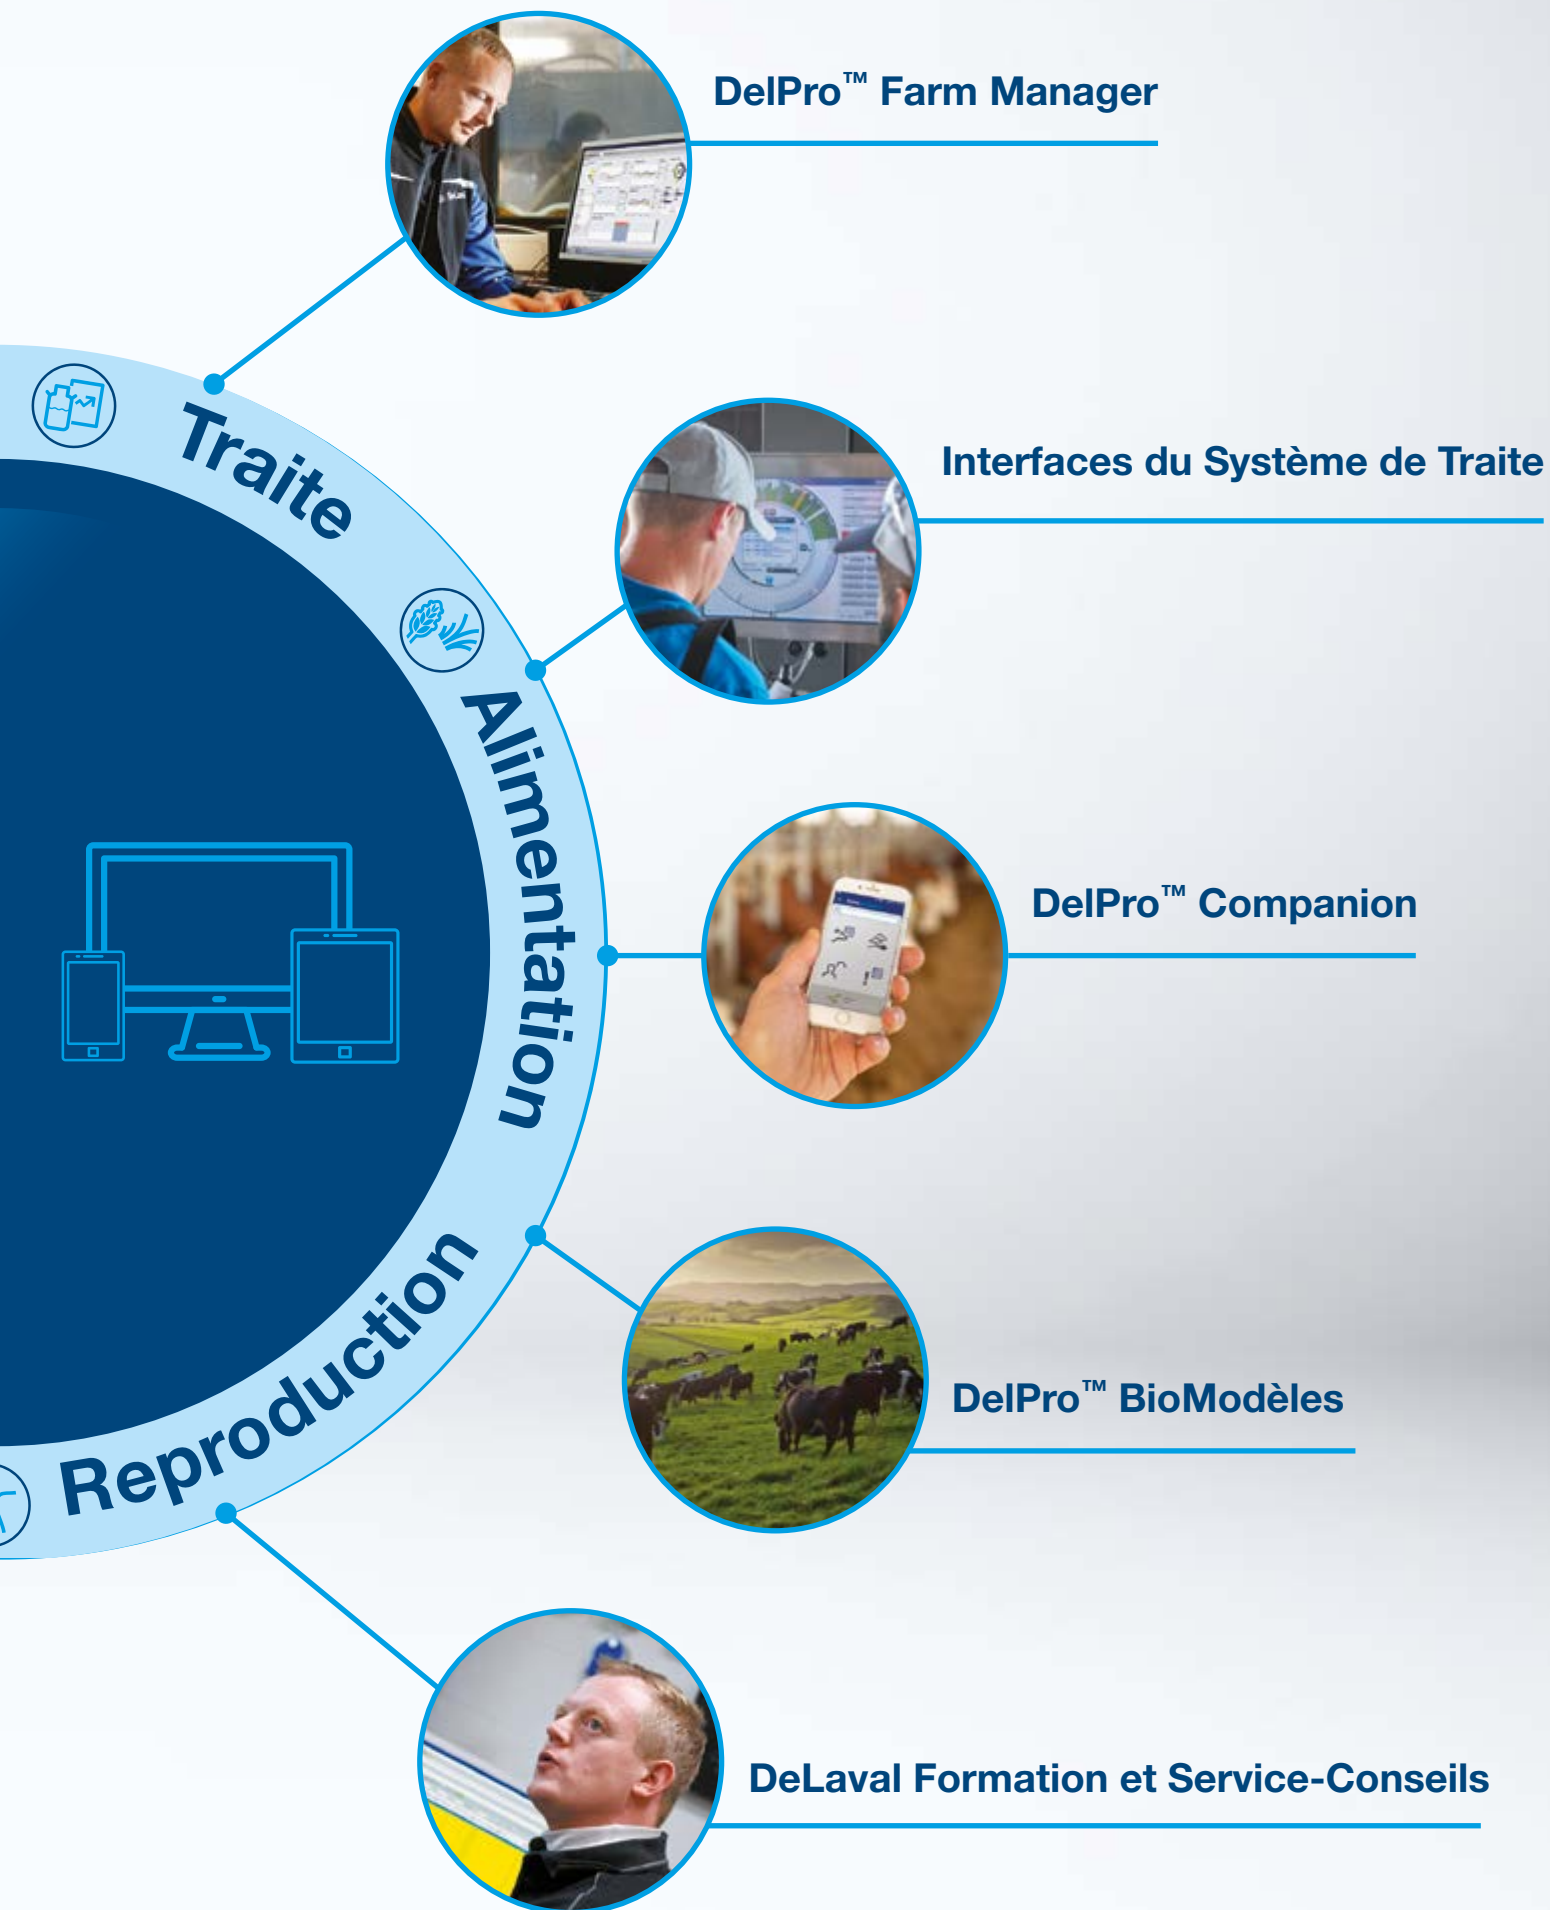 DelPro™ Farm Manager
Traite
Interfaces du Système de Traite
Alimentation
DelPro™ Companion
Reproduction
DelPro™ BioModèles
DeLaval Formation et Service-Conseils